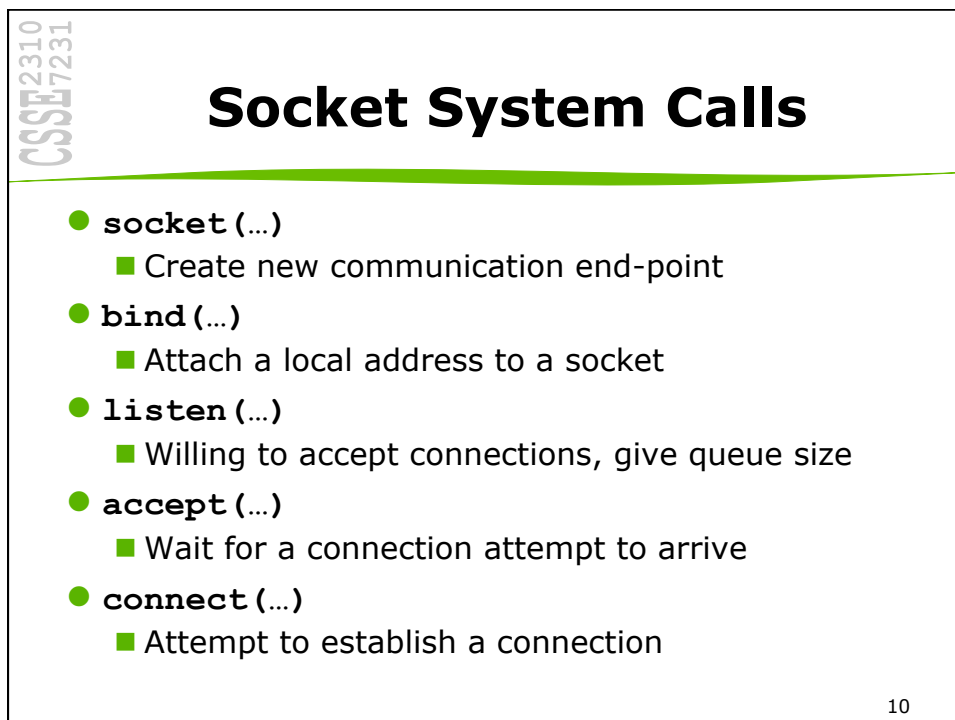 CSSE2310
7231
Socket System Calls
socket(…)
Create new communication end-point
bind(…)
Attach a local address to a socket
listen(…)
Willing to accept connections, give queue size
accept(…)
Wait for a connection attempt to arrive
connect(…)
Attempt to establish a connection
10